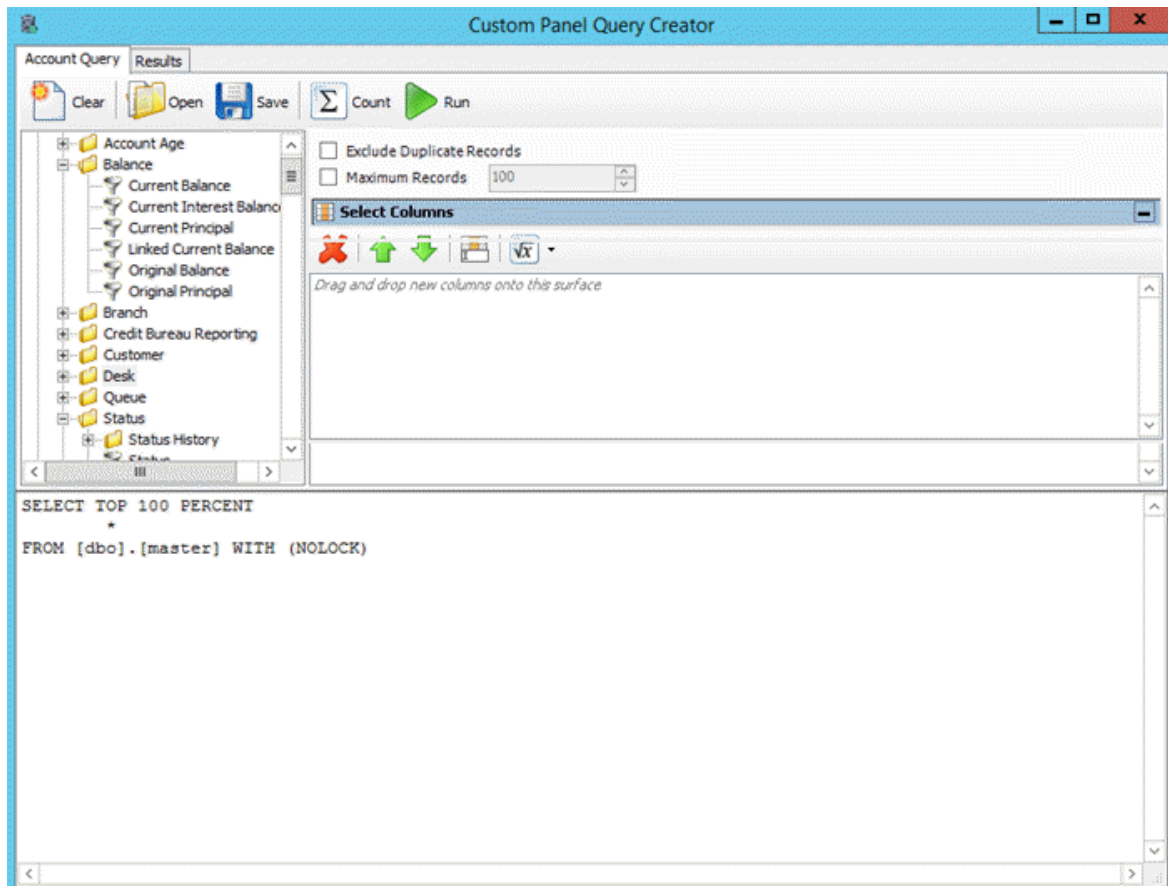 Custom Panel Query Creator
Account Query Results
Clear Open Save Count Run
Account Age
Balance
Current Balance
Current Interest Balanc
Current Principal
Linked Current Balance
Original Balance
Original Principal
Branch
Credit Bureau Reporting
Customer
Desk
Queue
Status
Status History
Status
Exclude Duplicate Records
Maximum Records 100
Select Columns
Drag and drop new columns onto this surface
SELECT TOP 100 PERCENT
*
FROM [dbo].[master] WITH (NOLOCK)